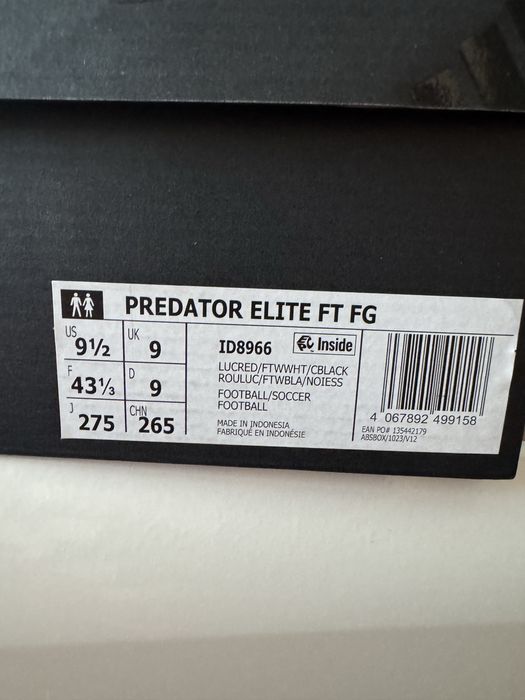 PREDATOR ELITE FT FG
US 9½ UK 9
F 43⅓ D 9
J 275 CHN 265
ID8966
Inside
LUCRED/FTWWHT/CBLACK
ROULUC/FTWBLA/NOIESS
FOOTBALL/SOCCER
FOOTBALL
MADE IN INDONESIA
FABRIQUÉ EN INDONÉSIE
4 067892 499158
EAN PO# 135442179
ABSBOX/1023/V12